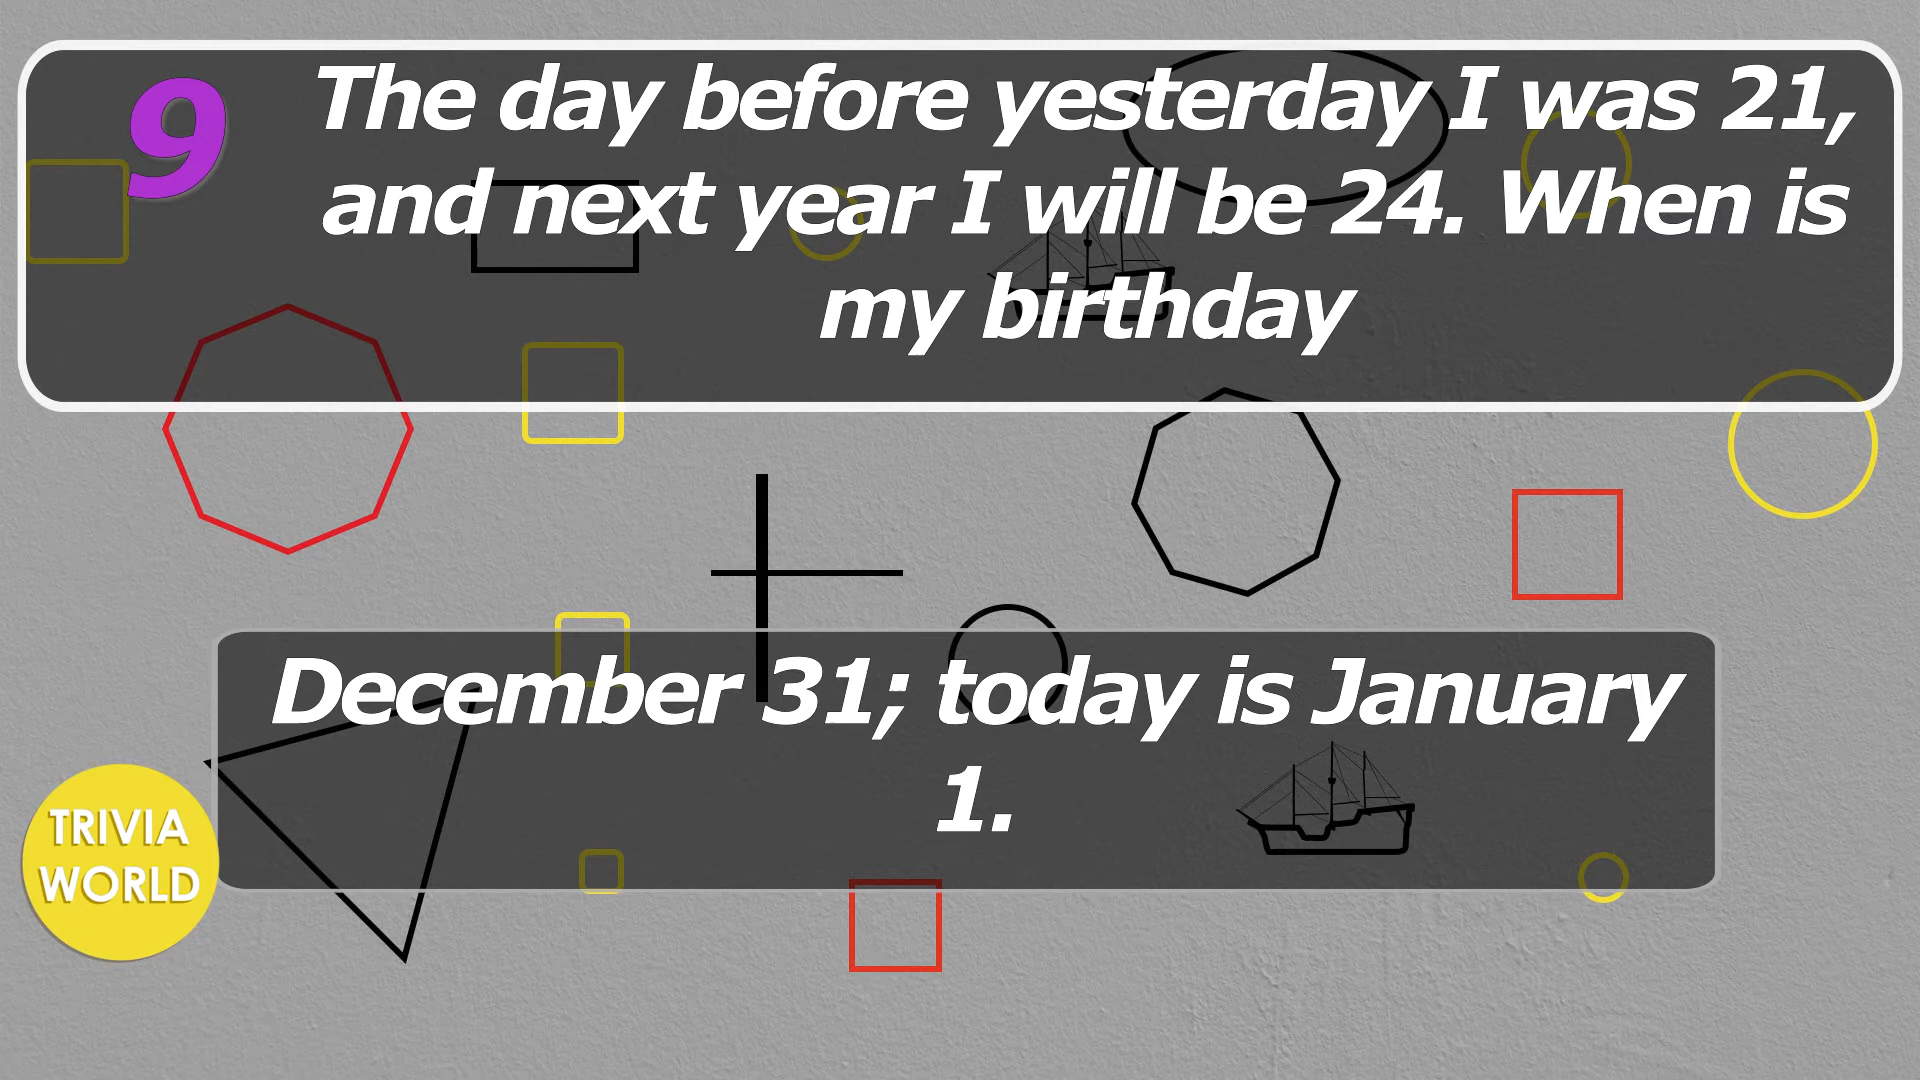 9
The day before yesterday I was 21,
and next year I will be 24. When is
my birthday
December 31; today is January
1.
TRIVIA
WORLD